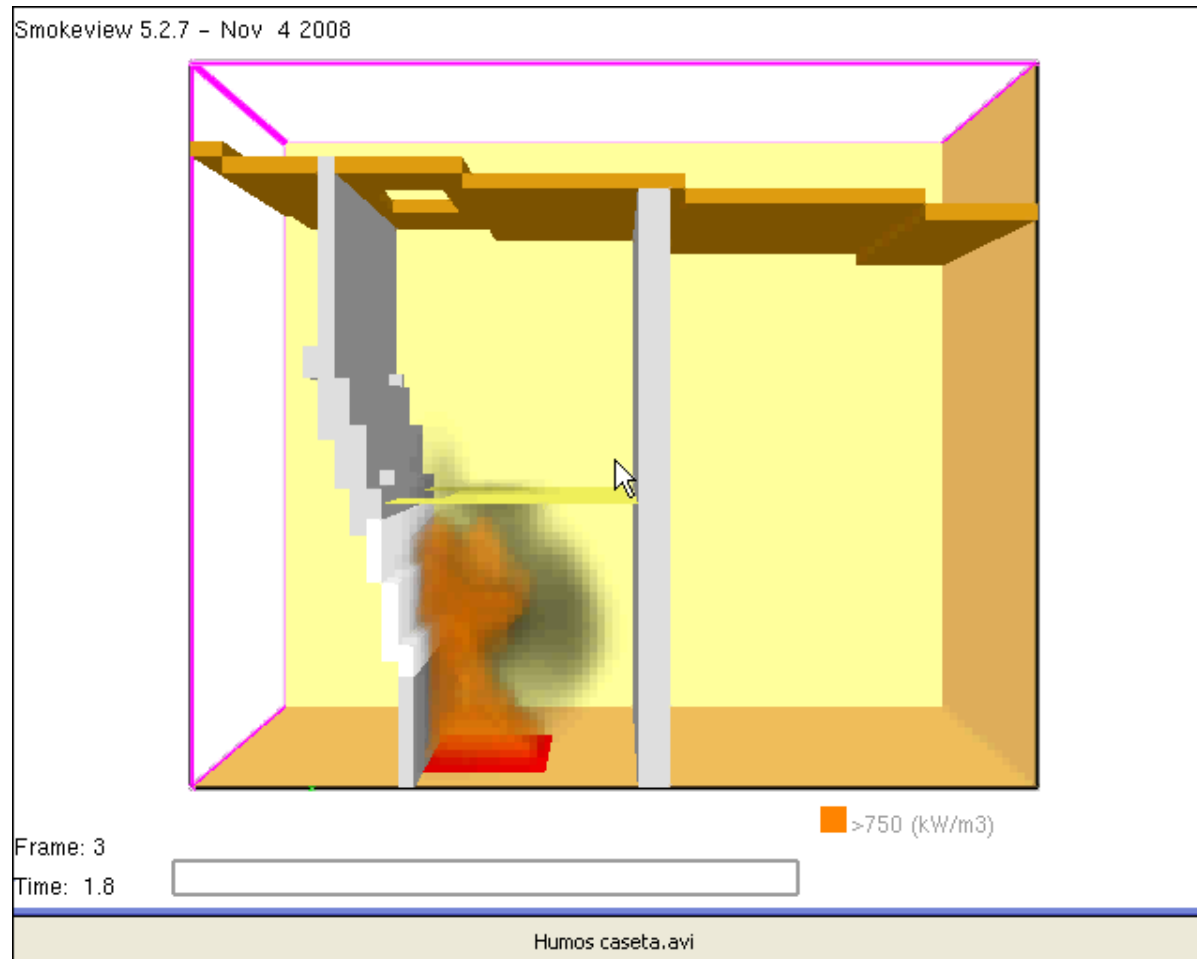 Smokeview 5.2.7 - Nov 4 2008
>750 (kW/m3)
Frame: 3
Time: 1.8
Humos caseta.avi